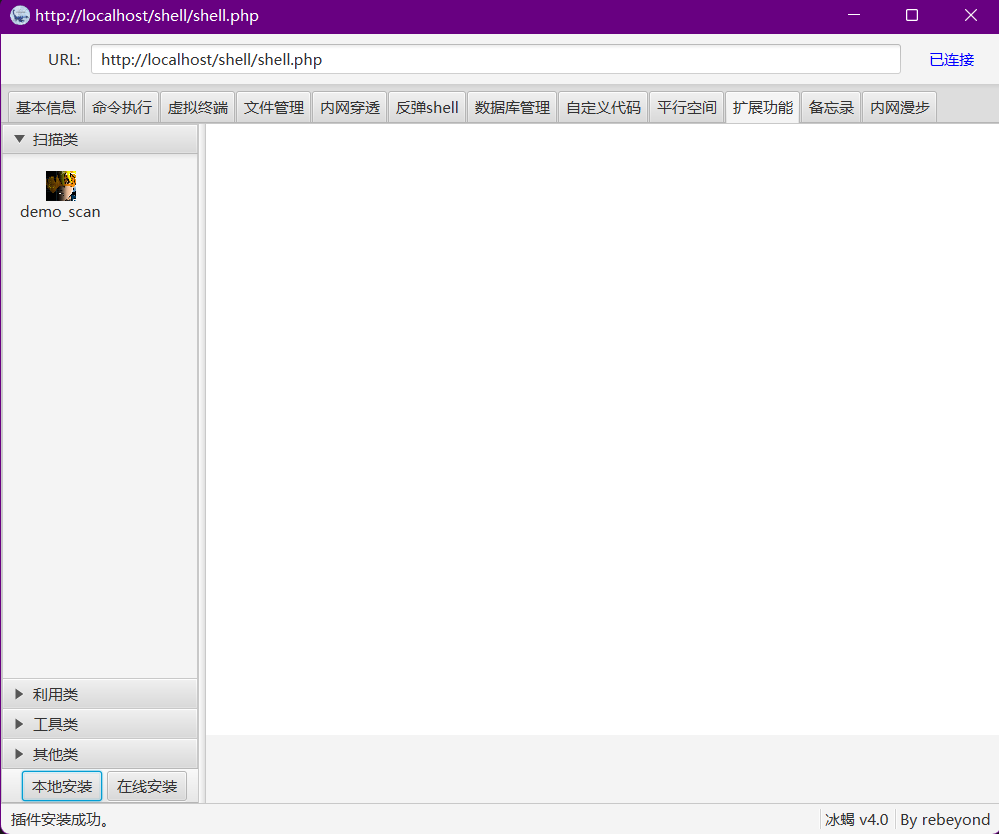 http://localhost/shell/shell.php
URL: http://localhost/shell/shell.php 已连接
基本信息 命令执行 虚拟终端 文件管理 内网穿透 反弹shell 数据库管理 自定义代码 平行空间 扩展功能 备忘录 内网漫步
扫描类
demo_scan
利用类
工具类
其他类
本地安装 在线安装
插件安装成功。 冰蝎 v4.0 By rebeyond